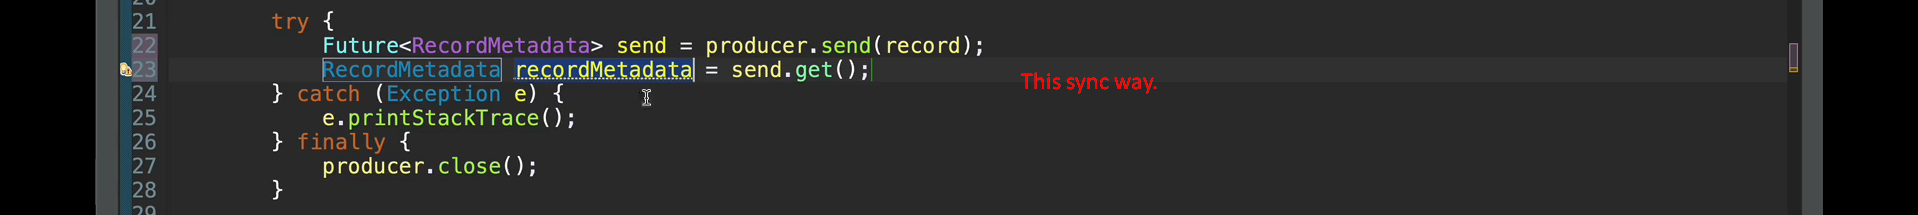 21 try {
22 Future<RecordMetadata> send = producer.send(record);
23 RecordMetadata recordMetadata = send.get();
This sync way.
24 } catch (Exception e) {
25 e.printStackTrace();
26 } finally {
27 producer.close();
28 }